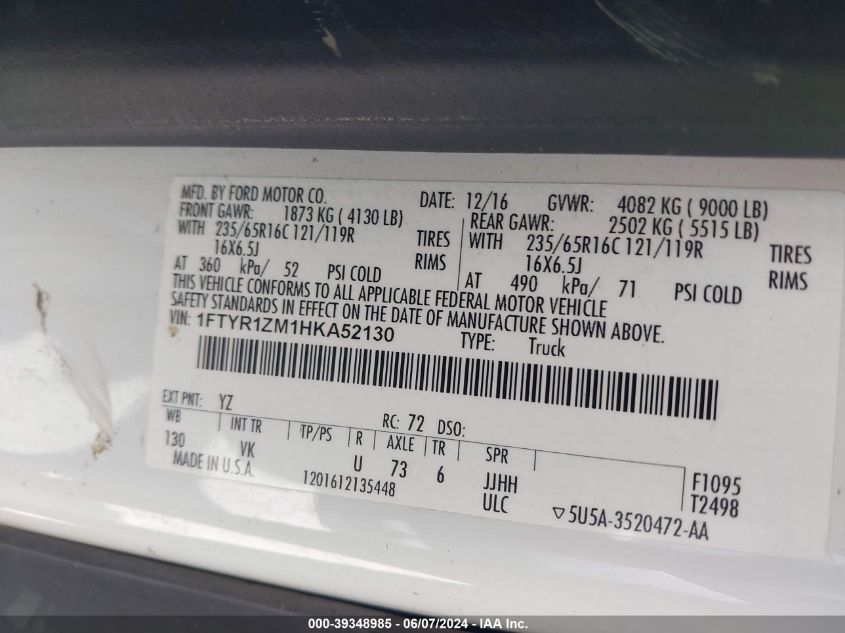 MFD. BY FORD MOTOR CO. DATE: 12/16 GVWR: 4082 KG ( 9000 LB)
FRONT GAWR: 1873 KG ( 4130 LB) REAR GAWR: 2502 KG ( 5515 LB)
WITH 235/65R16C 121/119R TIRES WITH 235/65R16C 121/119R TIRES
16X6.5J RIMS 16X6.5J RIMS
AT 360 kPa/ 52 PSI COLD AT 490 kPa/ 71 PSI COLD
THIS VEHICLE CONFORMS TO ALL APPLICABLE FEDERAL MOTOR VEHICLE
SAFETY STANDARDS IN EFFECT ON THE DATE OF MANUFACTURE SHOWN ABOVE.
VIN: 1FTYR1ZM1HKA52130 TYPE: Truck
EXT PNT: YZ RC: 72 DSO:
WB INT TR TP/PS R AXLE TR SPR
130 VK U 73 6 JJHH F1095
MADE IN U.S.A. 1201612135448 ULC T2498
▽5U5A-3520472-AA
000-39348985 - 06/07/2024 - IAA Inc.